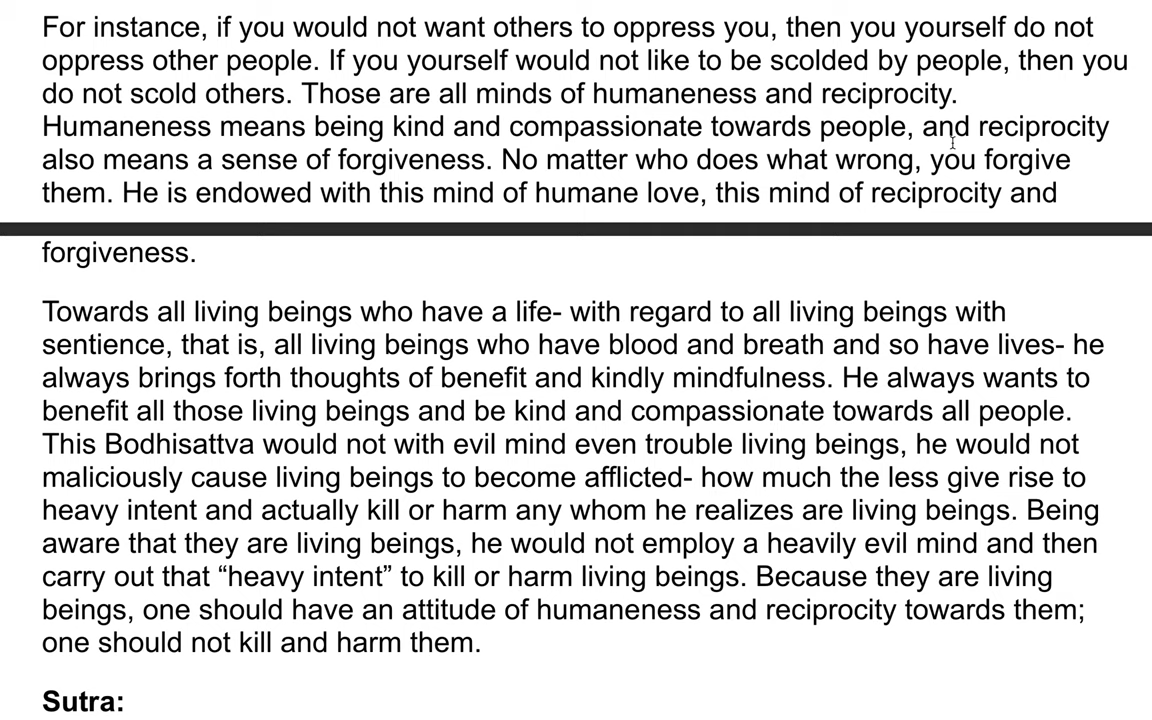 For instance, if you would not want others to oppress you, then you yourself do not
oppress other people. If you yourself would not like to be scolded by people, then you
do not scold others. Those are all minds of humaneness and reciprocity.
Humaneness means being kind and compassionate towards people, and reciprocity
also means a sense of forgiveness. No matter who does what wrong, you forgive
them. He is endowed with this mind of humane love, this mind of reciprocity and
forgiveness.
Towards all living beings who have a life- with regard to all living beings with
sentience, that is, all living beings who have blood and breath and so have lives- he
always brings forth thoughts of benefit and kindly mindfulness. He always wants to
benefit all those living beings and be kind and compassionate towards all people.
This Bodhisattva would not with evil mind even trouble living beings, he would not
maliciously cause living beings to become afflicted- how much the less give rise to
heavy intent and actually kill or harm any whom he realizes are living beings. Being
aware that they are living beings, he would not employ a heavily evil mind and then
carry out that “heavy intent” to kill or harm living beings. Because they are living
beings, one should have an attitude of humaneness and reciprocity towards them;
one should not kill and harm them.
Sutra: